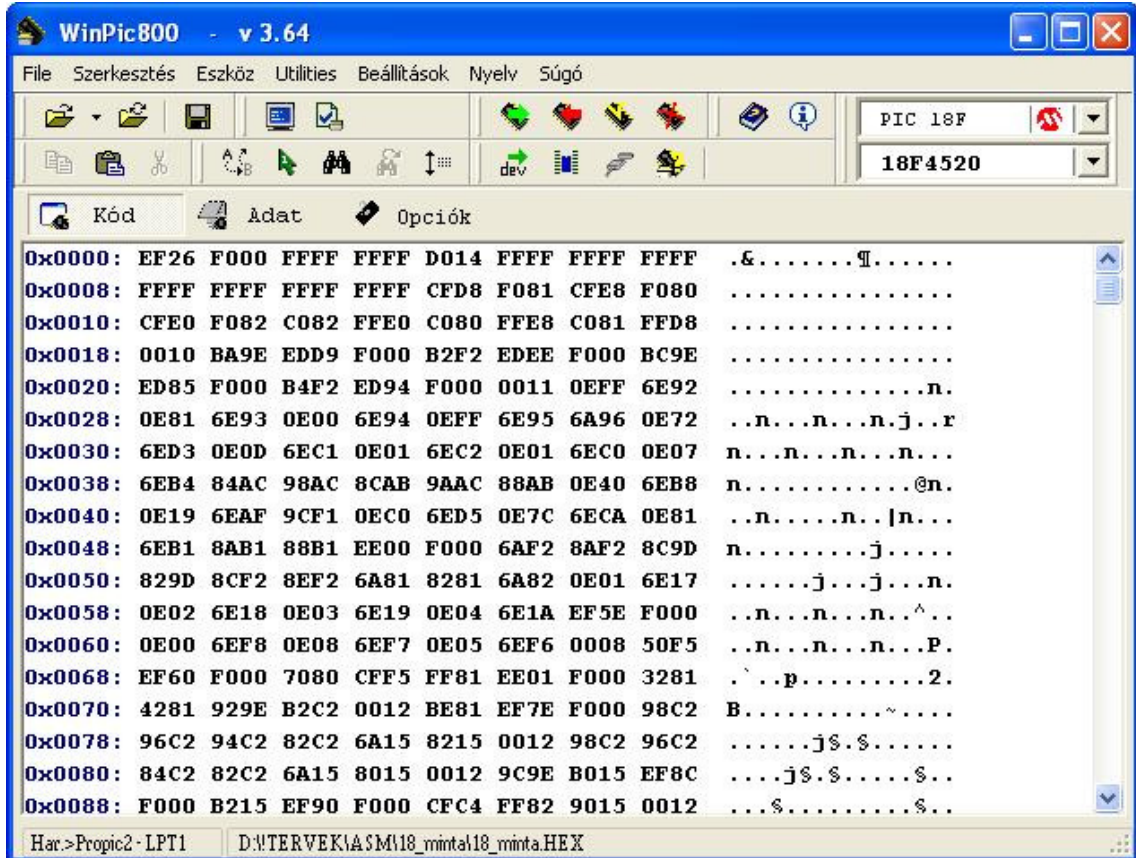 WinPic800 - v 3.64
File Szerkesztés Eszköz Utilities Beállítások Nyelv Súgó
PIC 18F
dev
18F4520
Kód Adat Opciók
0x0000: EF26 F000 FFFF FFFF D014 FFFF FFFF FFFF .&.......¶......
0x0008: FFFF FFFF FFFF FFFF CFD8 F081 CFE8 F080 ................
0x0010: CFE0 F082 C082 FFE0 C080 FFE8 C081 FFD8 ................
0x0018: 0010 BA9E EDD9 F000 B2F2 EDEE F000 BC9E ................
0x0020: ED85 F000 B4F2 ED94 F000 0011 0EFF 6E92 ..............n.
0x0028: 0E81 6E93 0E00 6E94 0EFF 6E95 6A96 0E72 ..n...n...n.j..r
0x0030: 6ED3 0E0D 6EC1 0E01 6EC2 0E01 6EC0 0E07 n...n...n...n...
0x0038: 6EB4 84AC 98AC 8CAB 9AAC 88AB 0E40 6EB8 n............@n.
0x0040: 0E19 6EAF 9CF1 0EC0 6ED5 0E7C 6ECA 0E81 ..n.....n..|n...
0x0048: 6EB1 8AB1 88B1 EE00 F000 6AF2 8AF2 8C9D n.........j.....
0x0050: 829D 8CF2 8EF2 6A81 8281 6A82 0E01 6E17 ......j...j...n.
0x0058: 0E02 6E18 0E03 6E19 0E04 6E1A EF5E F000 ..n...n...n..^..
0x0060: 0E00 6EF8 0E08 6EF7 0E05 6EF6 0008 50F5 ..n...n...n...P.
0x0068: EF60 F000 7080 CFF5 FF81 EE01 F000 3281 .`..p.........2.
0x0070: 4281 929E B2C2 0012 BE81 EF7E F000 98C2 B..........~....
0x0078: 96C2 94C2 82C2 6A15 8215 0012 98C2 96C2 ......j§.§......
0x0080: 84C2 82C2 6A15 8015 0012 9C9E B015 EF8C ....j§.§.....§..
0x0088: F000 B215 EF90 F000 CFC4 FF82 9015 0012 ...§.........§..
Har.>Propic2 - LPT1 D:\!TERVEK\ASM\18_minta\18_minta.HEX